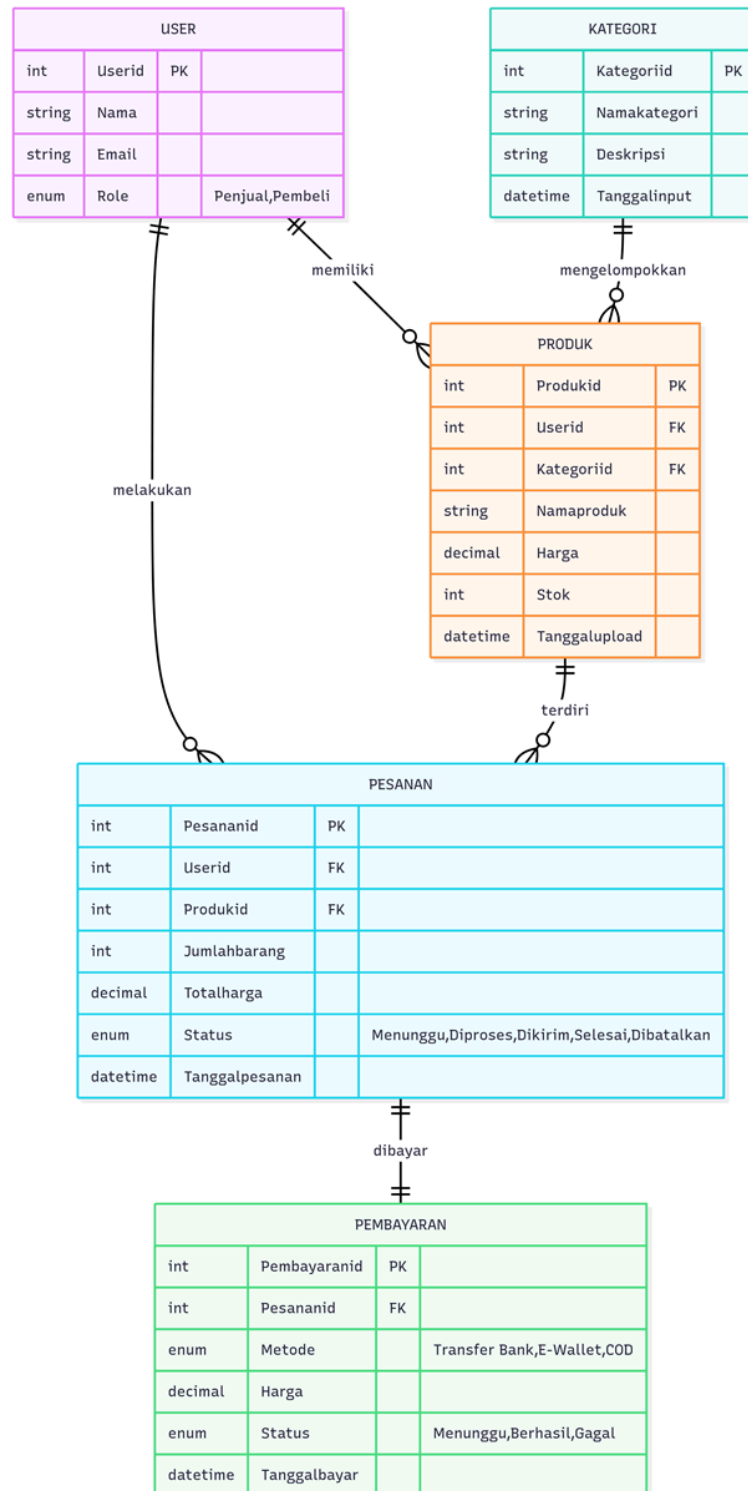 USER
int Userid PK
string Nama
string Email
enum Role Penjual,Pembeli
KATEGORI
int Kategoriid PK
string Namakategori
string Deskripsi
datetime Tanggalinput
memiliki
mengelompokkan
PRODUK
int Produkid PK
int Userid FK
int Kategoriid FK
string Namaproduk
decimal Harga
int Stok
datetime Tanggalupload
melakukan
terdiri
PESANAN
int Pesananid PK
int Userid FK
int Produkid FK
int Jumlahbarang
decimal Totalharga
enum Status Menunggu,Diproses,Dikirim,Selesai,Dibatalkan
datetime Tanggalpesanan
dibayar
PEMBAYARAN
int Pembayaranid PK
int Pesananid FK
enum Metode Transfer Bank,E-Wallet,COD
decimal Harga
enum Status Menunggu,Berhasil,Gagal
datetime Tanggalbayar